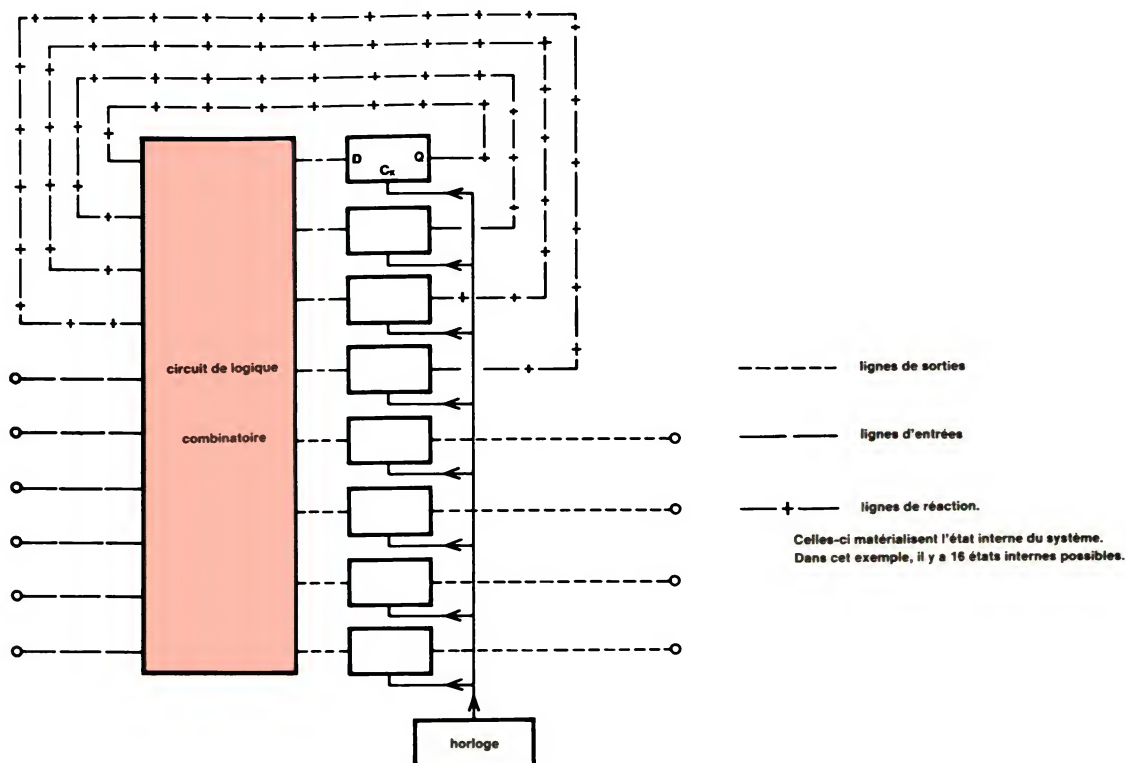 D Q
Cx
circuit de logique
combinatoire
lignes de sorties
lignes d'entrées
lignes de réaction.
Celles-ci matérialisent l'état interne du système.
Dans cet exemple, il y a 16 états internes possibles.
horloge